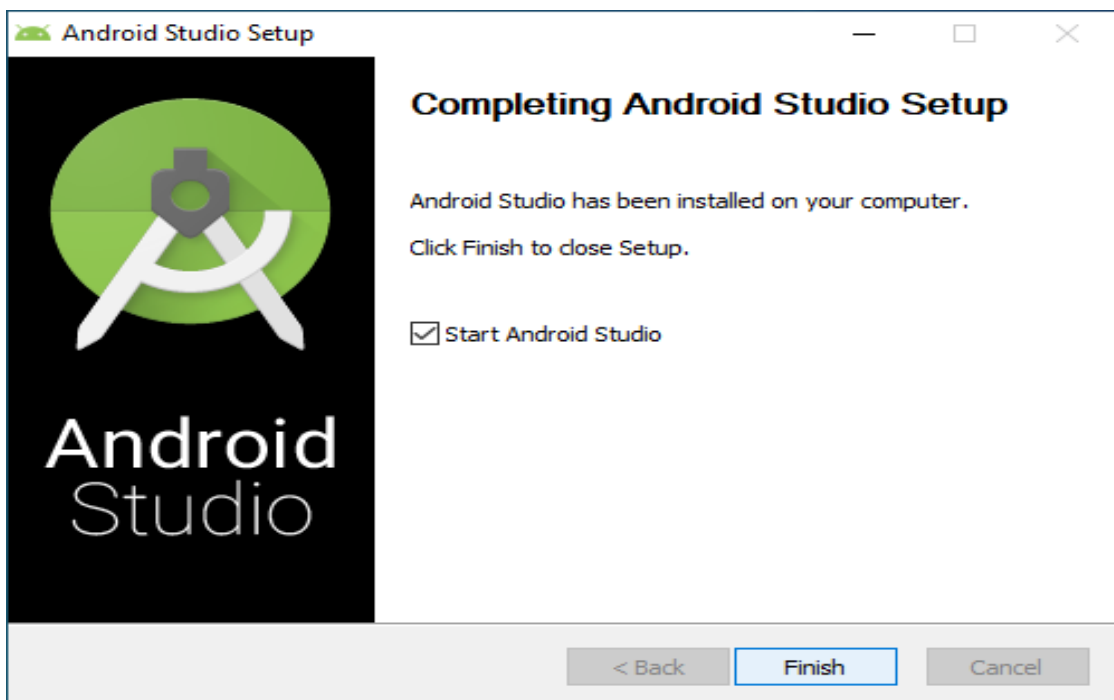 Android Studio Setup
Completing Android Studio Setup
Android Studio has been installed on your computer.
Click Finish to close Setup.
Start Android Studio
Android
Studio
< Back
Finish
Cancel